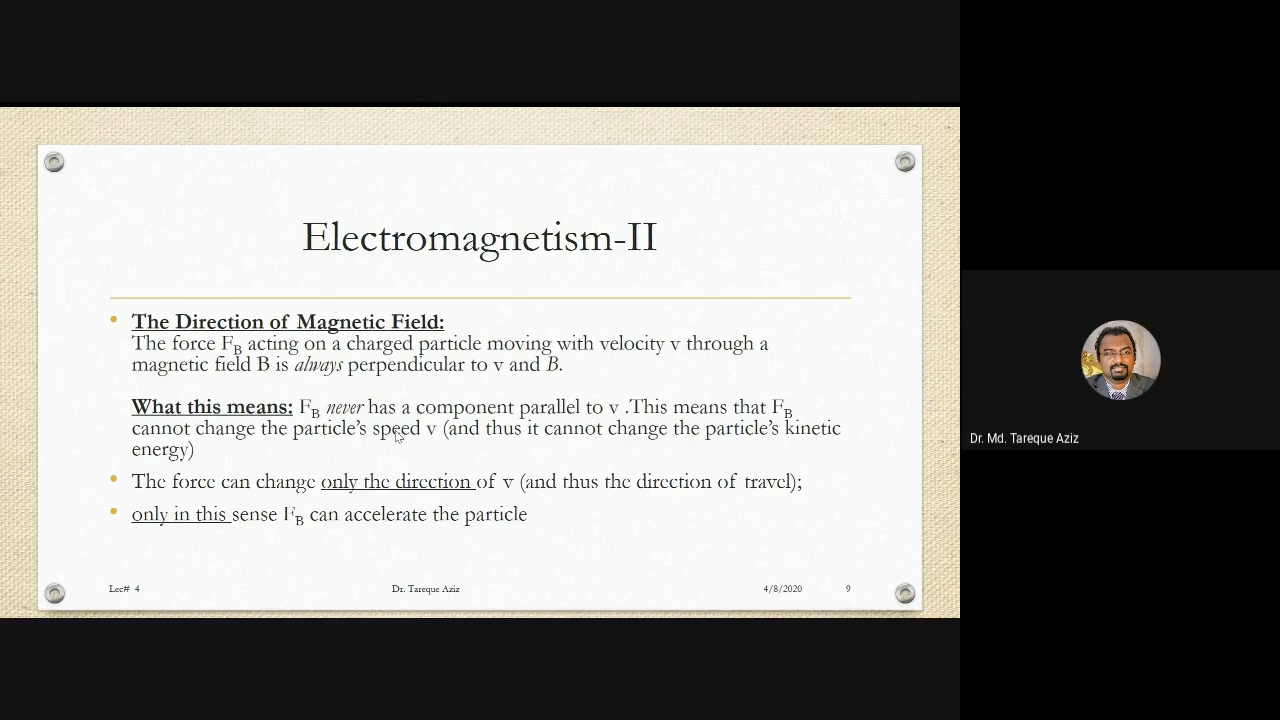 Electromagnetism-II
• The Direction of Magnetic Field:
The force FB acting on a charged particle moving with velocity v through a
magnetic field B is always perpendicular to v and B.
What this means: FB never has a component parallel to v .This means that FB
cannot change the particle's speed v (and thus it cannot change the particle's kinetic
energy)
• The force can change only the direction of v (and thus the direction of travel);
• only in this sense FB can accelerate the particle
Lec# 4 Dr. Tareque Aziz 4/8/2020 9
Dr. Md. Tareque Aziz